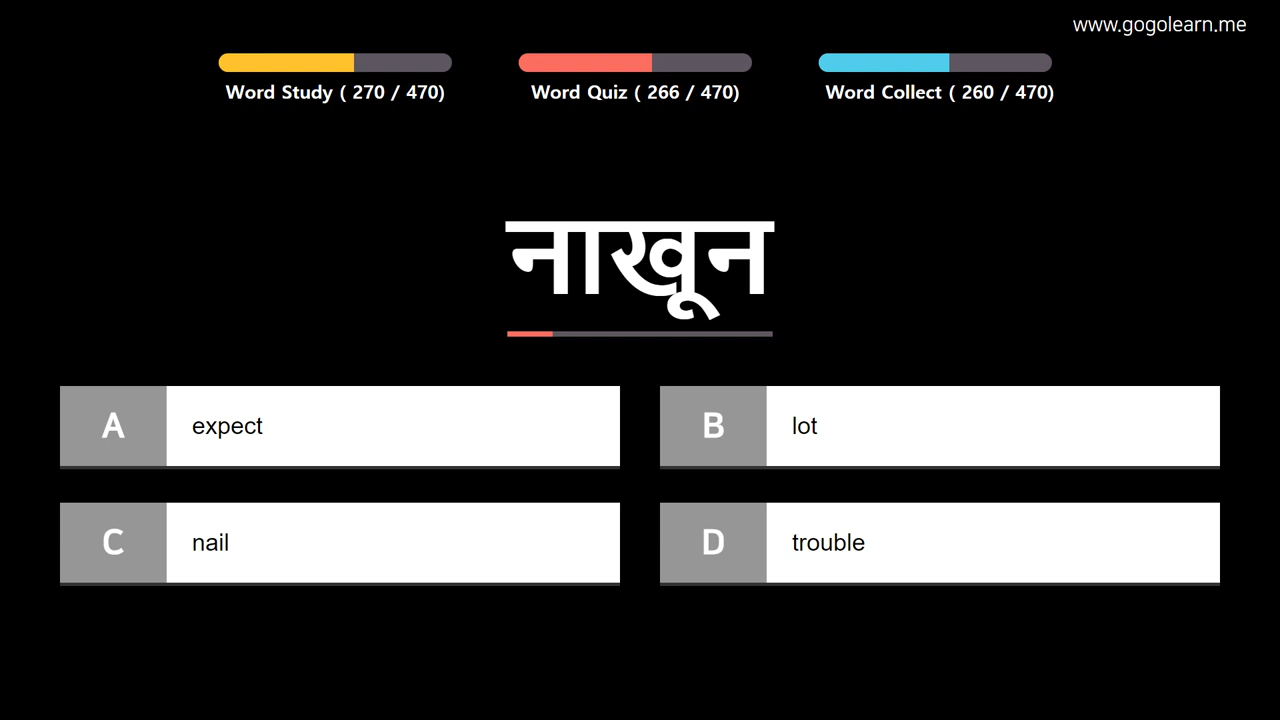 www.gogolearn.me
Word Study ( 270 / 470)
Word Quiz ( 266 / 470)
Word Collect ( 260 / 470)
नाखून
A expect
B lot
C nail
D trouble